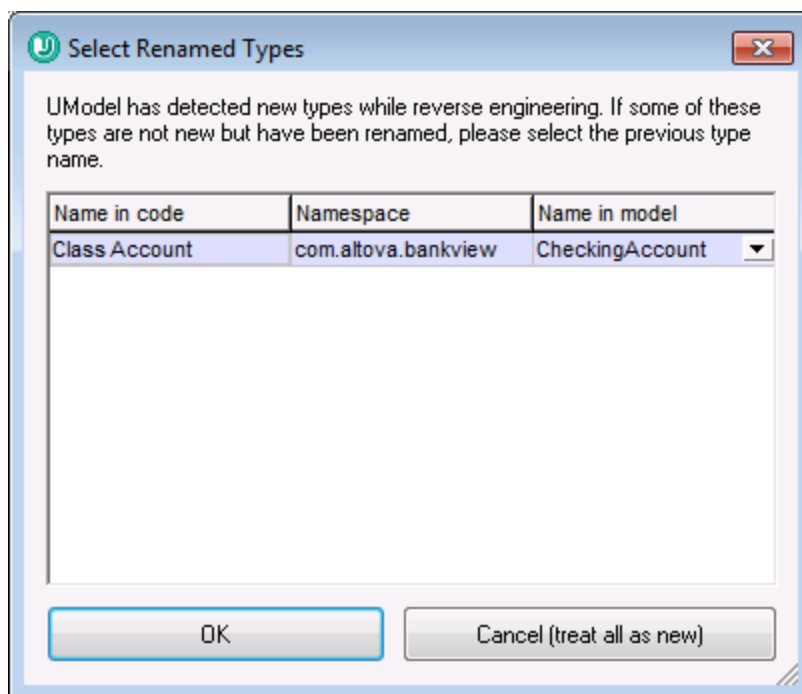 Select Renamed Types
UModel has detected new types while reverse engineering. If some of these
types are not new but have been renamed, please select the previous type
name.
Name in code Namespace Name in model
Class Account com.altova.bankview CheckingAccount
OK Cancel (treat all as new)